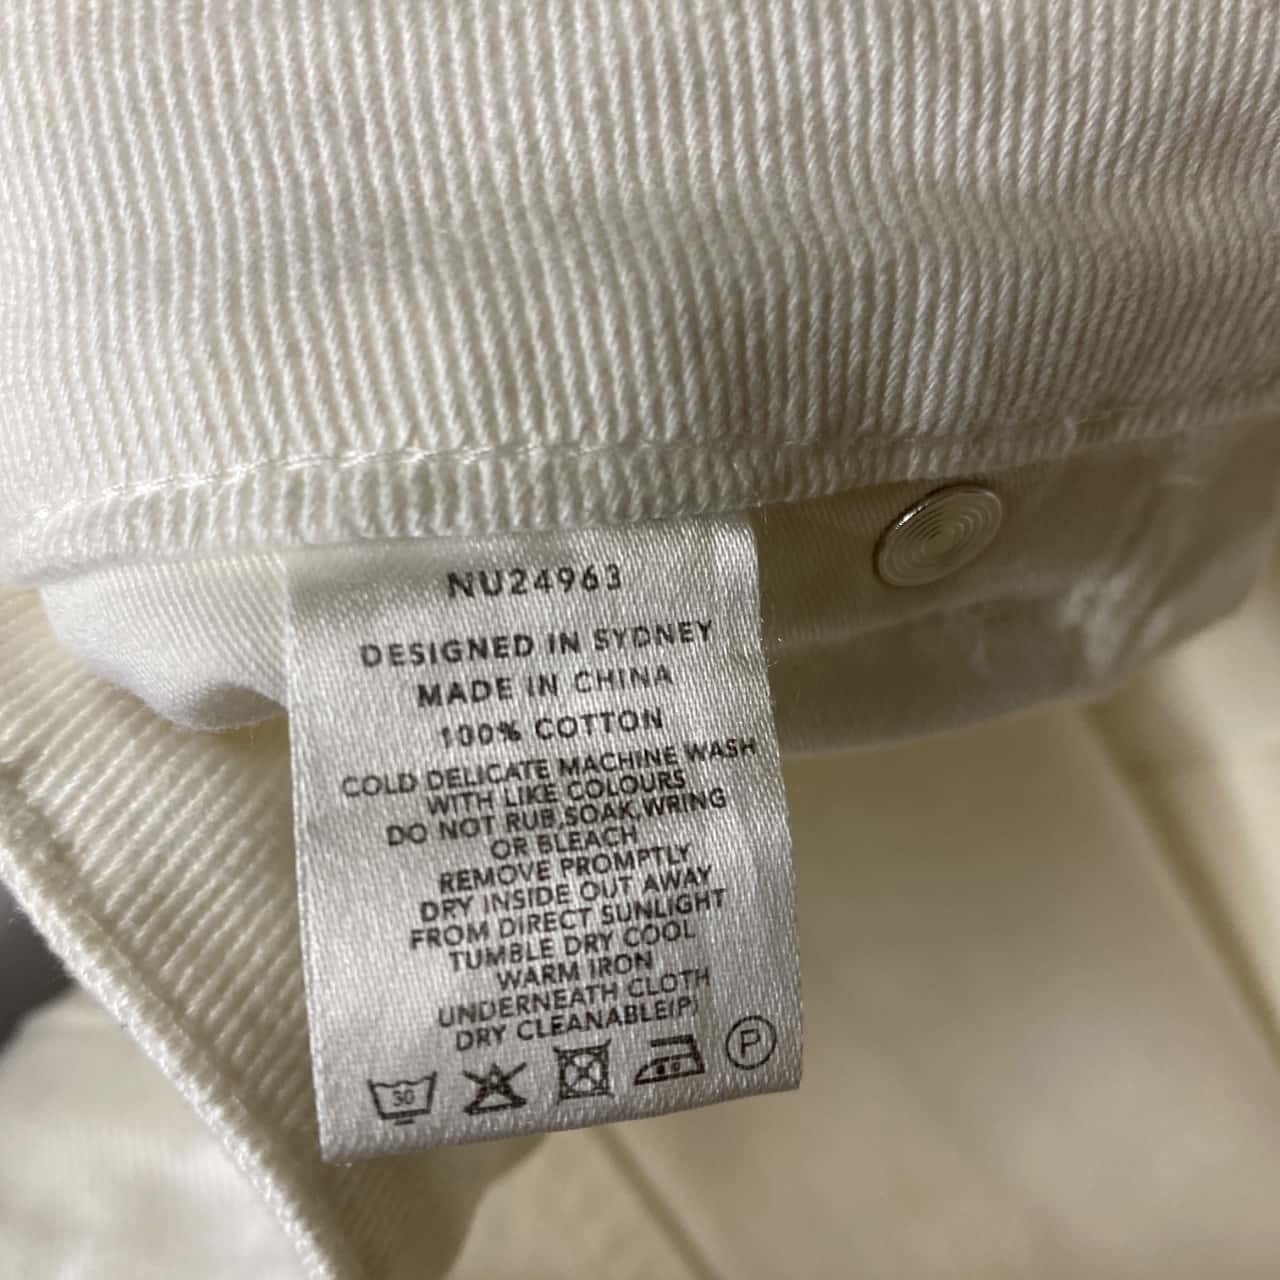 NU24963
DESIGNED IN SYDNEY
MADE IN CHINA
100% COTTON
COLD DELICATE MACHINE WASH
WITH LIKE COLOURS
DO NOT RUB,SOAK,WRING
OR BLEACH
REMOVE PROMPTLY
DRY INSIDE OUT AWAY
FROM DIRECT SUNLIGHT
TUMBLE DRY COOL
WARM IRON
UNDERNEATH CLOTH
DRY CLEANABLE(P)
30 P